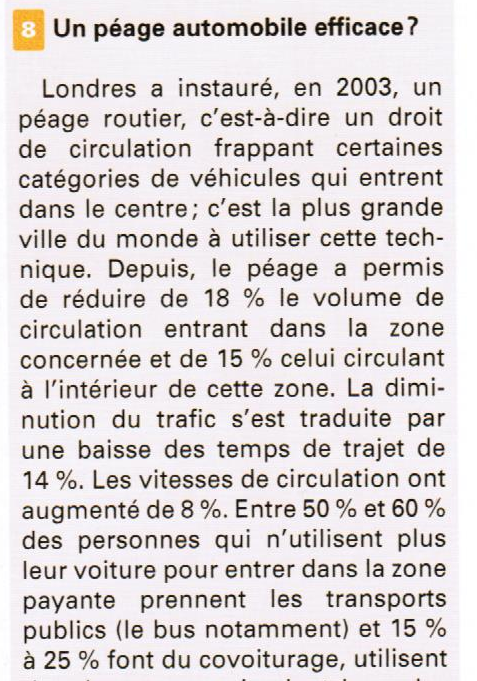 8 Un péage automobile efficace ?
Londres a instauré, en 2003, un
péage routier, c’est-à-dire un droit
de circulation frappant certaines
catégories de véhicules qui entrent
dans le centre ; c’est la plus grande
ville du monde à utiliser cette tech-
nique. Depuis, le péage a permis
de réduire de 18 % le volume de
circulation entrant dans la zone
concernée et de 15 % celui circulant
à l’intérieur de cette zone. La dimi-
nution du trafic s’est traduite par
une baisse des temps de trajet de
14 %. Les vitesses de circulation ont
augmenté de 8 %. Entre 50 % et 60 %
des personnes qui n’utilisent plus
leur voiture pour entrer dans la zone
payante prennent les transports
publics (le bus notamment) et 15 %
à 25 % font du covoiturage, utilisent